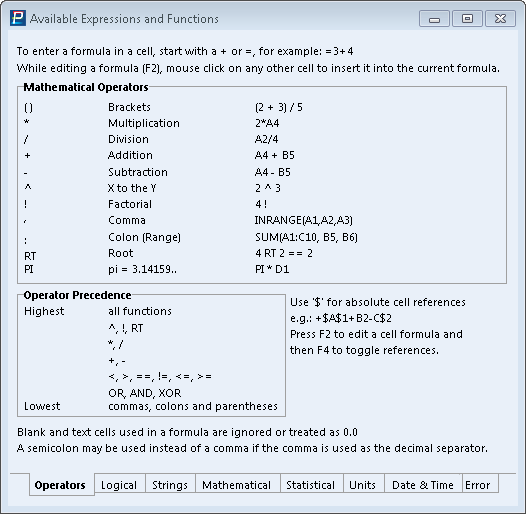 Available Expressions and Functions
To enter a formula in a cell, start with a + or =, for example: =3+4
While editing a formula (F2), mouse click on any other cell to insert it into the current formula.
Mathematical Operators
() Brackets (2 + 3) / 5
* Multiplication 2*A4
/ Division A2/4
+ Addition A4 + B5
- Subtraction A4 - B5
^ X to the Y 2 ^ 3
! Factorial 4 !
, Comma INRANGE(A1,A2,A3)
: Colon (Range) SUM(A1:C10, B5, B6)
RT Root 4 RT 2 == 2
PI pi = 3.14159.. PI * D1
Operator Precedence
Highest all functions
^, !, RT
*, /
+, -
<, >, ==, !=, <=, >=
OR, AND, XOR
Lowest commas, colons and parentheses
Use '$' for absolute cell references
e.g.: +$A$1+B2-C$2
Press F2 to edit a cell formula and
then F4 to toggle references.
Blank and text cells used in a formula are ignored or treated as 0.0
A semicolon may be used instead of a comma if the comma is used as the decimal separator.
Operators Logical Strings Mathematical Statistical Units Date & Time Error